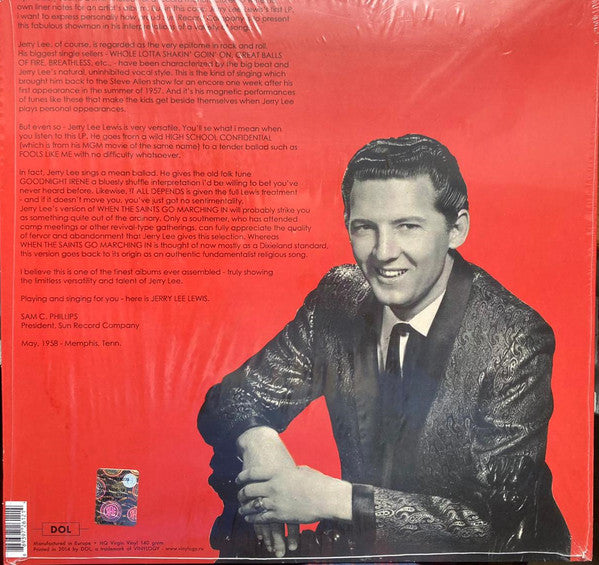 own liner notes for an artist's album. But in this case, Jerry Lee Lewis's first LP,
I want to express personally how proud Sun Record Company is to present
this fabulous showman in his interpretations of a variety of songs.
Jerry Lee, of course, is regarded as the very epitome in rock and roll.
His biggest single sellers - WHOLE LOTTA SHAKIN' GOIN' ON, GREAT BALLS
OF FIRE, BREATHLESS, etc., - have been characterized by the big beat and
Jerry Lee's natural, uninhibited vocal style. This is the kind of singing which
brought him back to the Steve Allen show for an encore one week after his
first appearance in the summer of 1957. And it's his magnetic performances
of tunes like these that make the kids get beside themselves when Jerry Lee
plays personal appearances.
But even so - Jerry Lee Lewis is very versatile. You'll se what I mean when
you listen to this LP. He goes from a wild HIGH SCHOOL CONFIDENTIAL
(which is from his MGM movie of the same name) to a tender ballad such as
FOOLS LIKE ME with no difficulty whatsoever.
In fact, Jerry Lee sings a mean ballad. He gives the old folk tune
GOODNIGHT IRENE a bluesly shuffle interpretation i'd be wiling to bet you've
never heard before. Likewise, IT ALL DEPENDS is given the full Lewis treatment
- and if it doesn't move you, you've just got no sentimentality.
Jerry Lee's version of WHEN THE SAINTS GO MARCHING IN will probably strike you
as something quite out of the arcinary. Only a southerner, who has attended
camp meetings or other revival-type gatherings, can fully appreciate the quality
of fervor and abandonment that Jerry Lee gives this selection. Whereas
WHEN THE SAINTS GO MARCHING IN is thought of now mostly as a Dixieland standard,
this version goes back to its origin as an authentic fundamentalist religious song.
I believe this is one of the finest albums ever assembled - truly showing
the limitless versatility and talent of Jerry Lee.
Playing and singing for you - here is JERRY LEE LEWIS.
SAM C. PHILLIPS
President, Sun Record Company
May, 1958 - Memphis, Tenn.
DOL
Manufactured in Europe • HQ Virgin Vinyl 140 gram
Printed in 2014 by DOL, a trademark of VINYLOGY • www.vinylogy.ru